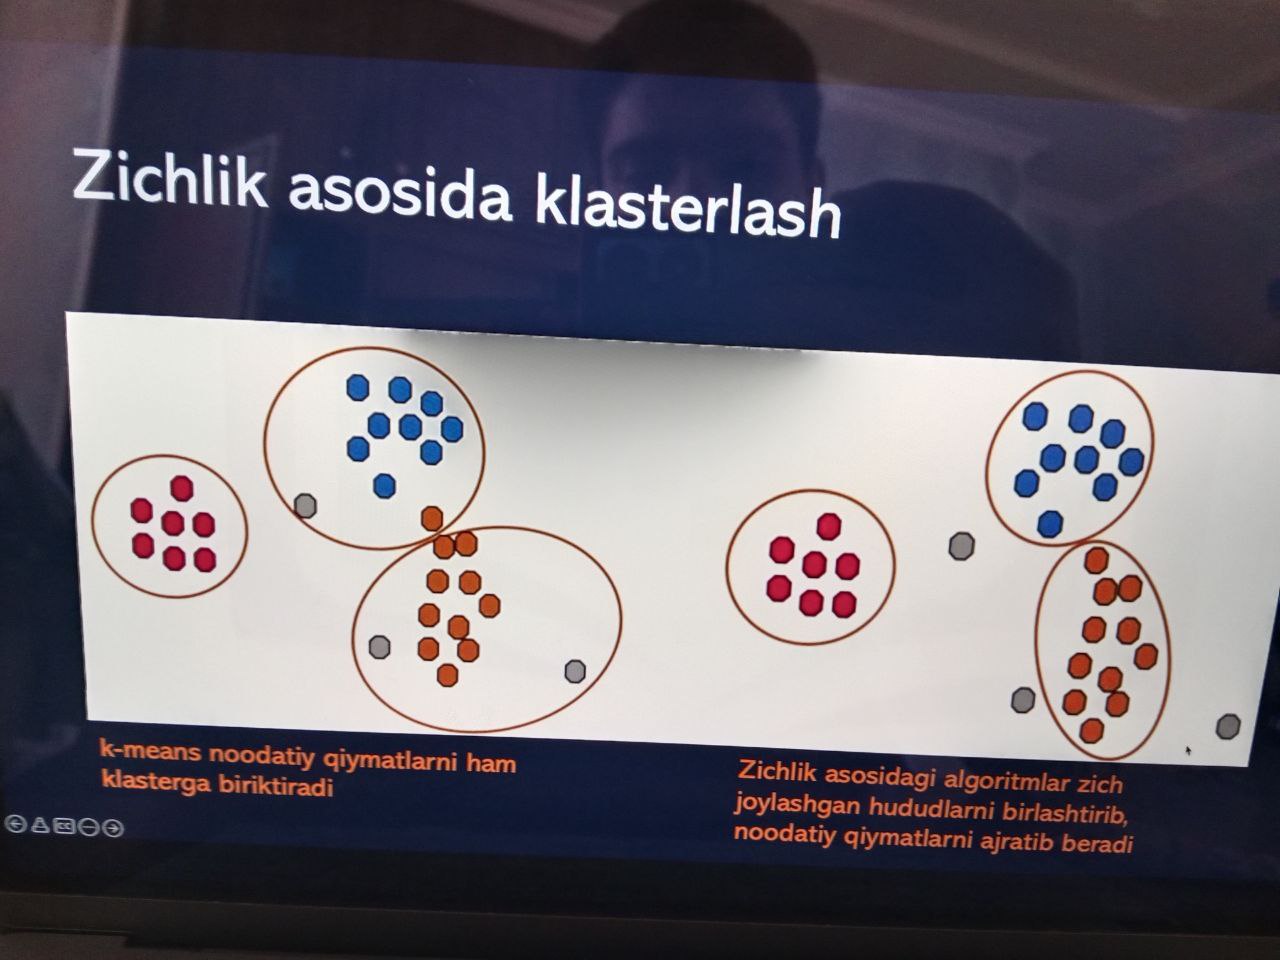 Zichlik asosida klasterlash
k-means noodatiy qiymatlarni ham
klasterga biriktiradi
Zichlik asosidagi algoritmlar zich
joylashgan hududlarni birlashtirib,
noodatiy qiymatlarni ajratib beradi